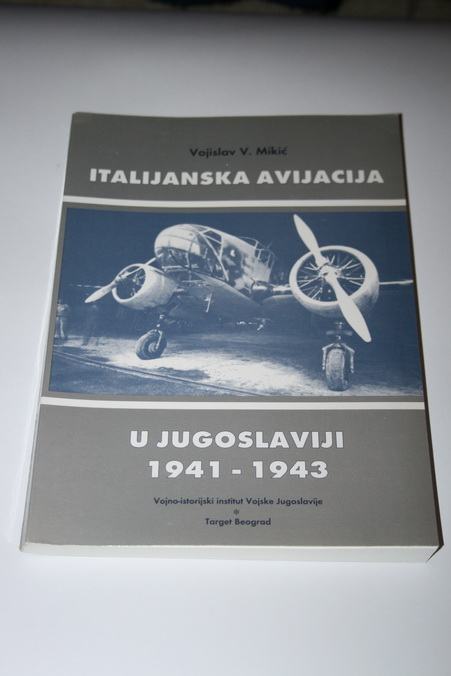 Vojislav V. Mikić
ITALIJANSKA AVIJACIJA
U JUGOSLAVIJI
1941 - 1943
Vojno-istorijski institut Vojske Jugoslavije
*
Target Beograd